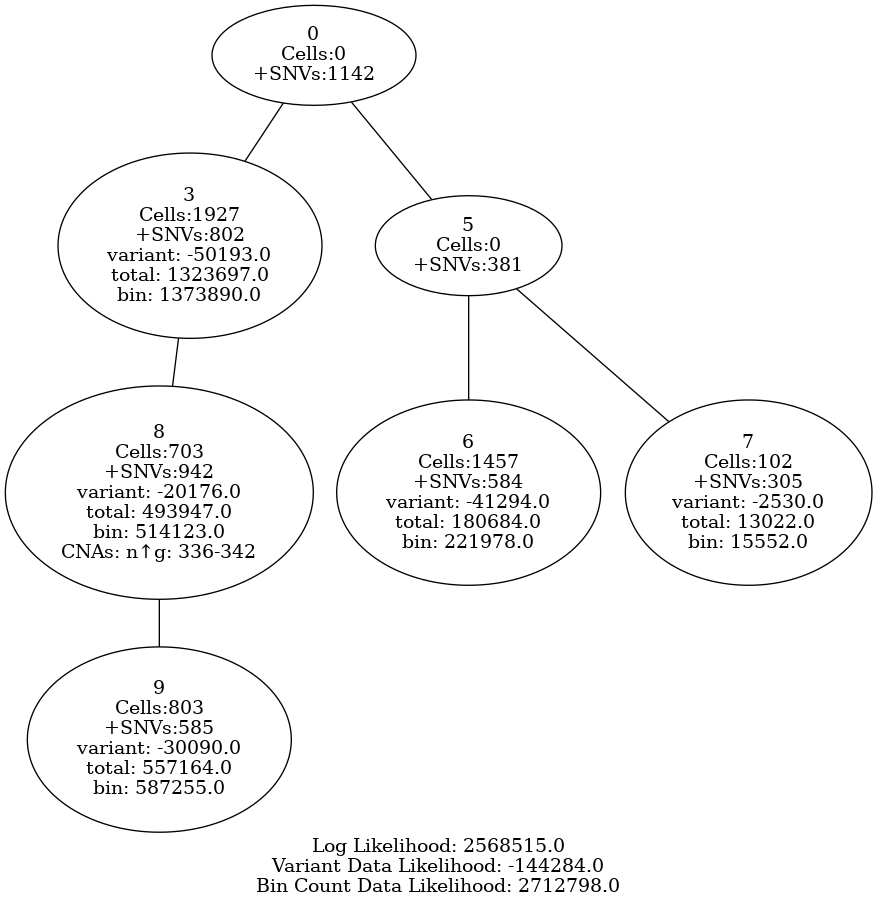 0
Cells:0
+SNVs:1142
3
Cells:1927
+SNVs:802
variant: -50193.0
total: 1323697.0
bin: 1373890.0
5
Cells:0
+SNVs:381
8
Cells:703
+SNVs:942
variant: -20176.0
total: 493947.0
bin: 514123.0
CNAs: n↑g: 336-342
6
Cells:1457
+SNVs:584
variant: -41294.0
total: 180684.0
bin: 221978.0
7
Cells:102
+SNVs:305
variant: -2530.0
total: 13022.0
bin: 15552.0
9
Cells:803
+SNVs:585
variant: -30090.0
total: 557164.0
bin: 587255.0
Log Likelihood: 2568515.0
Variant Data Likelihood: -144284.0
Bin Count Data Likelihood: 2712798.0